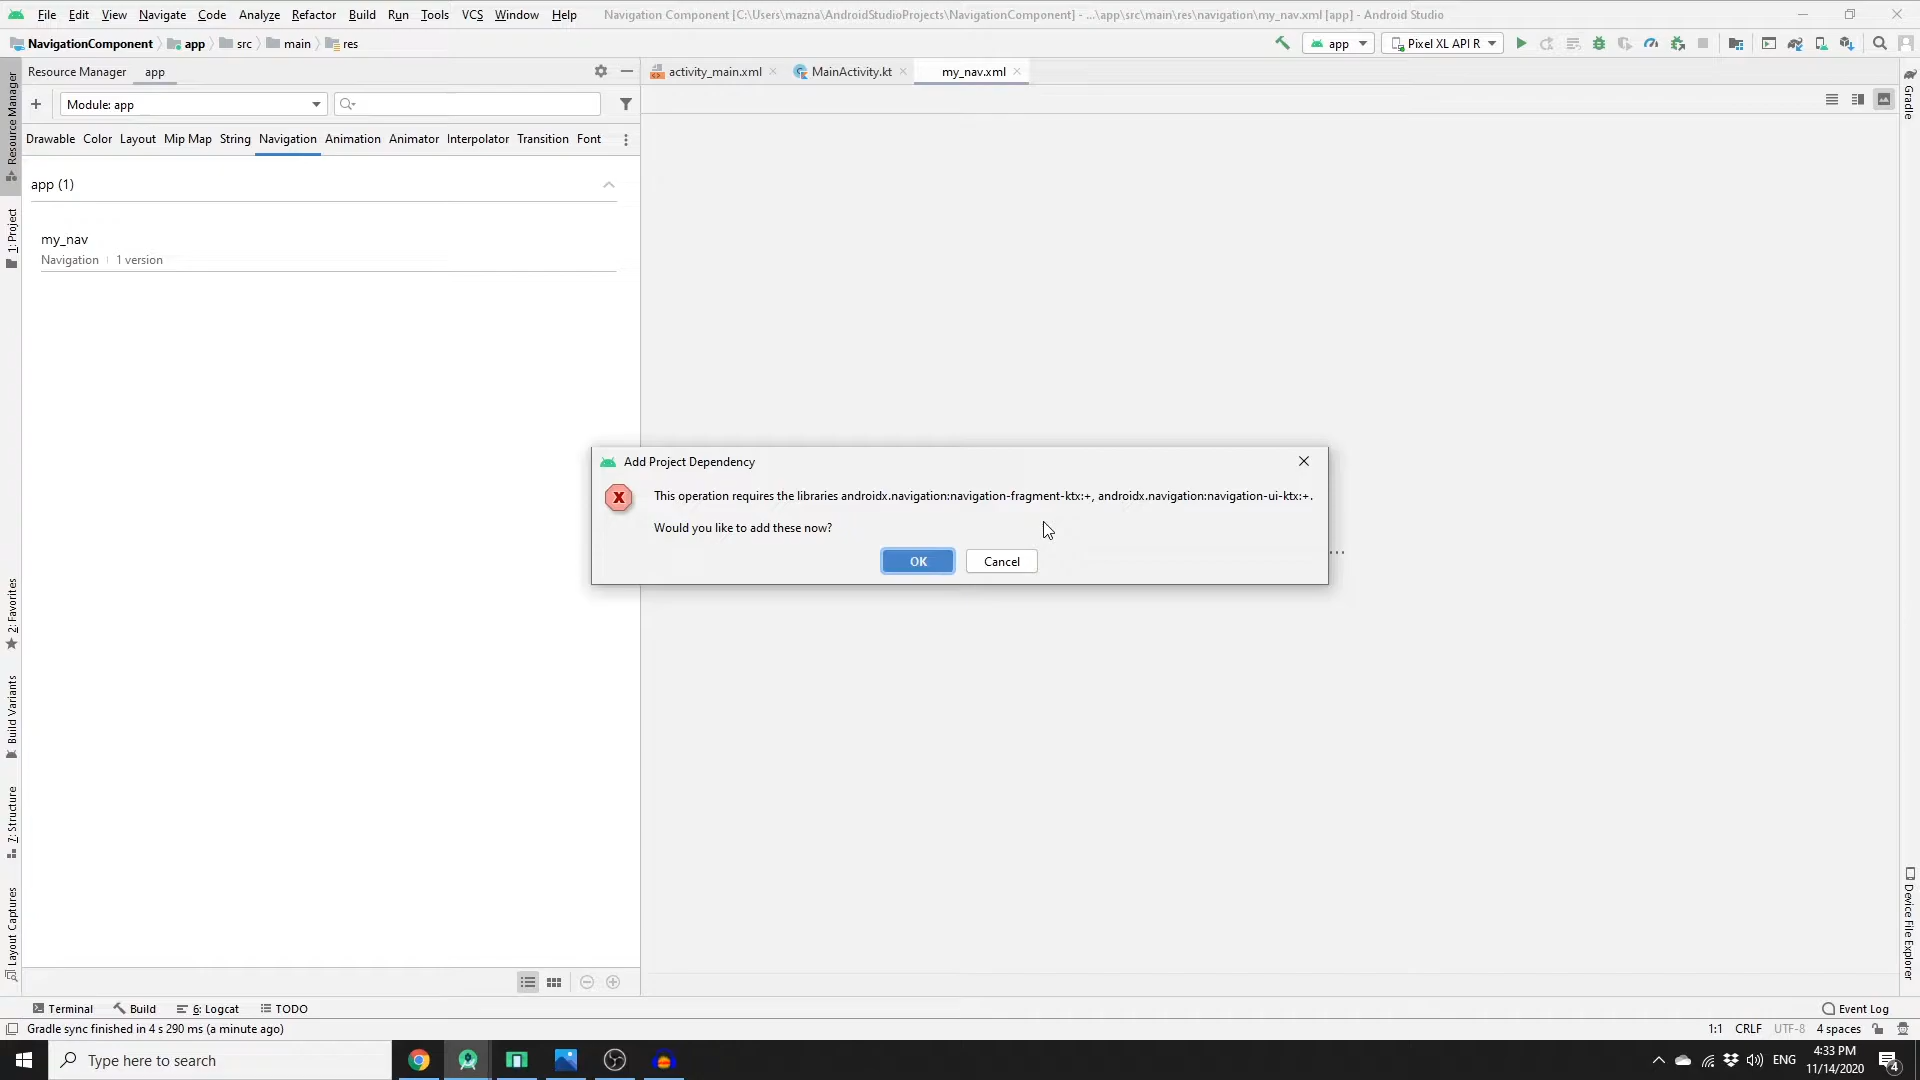 File Edit View Navigate Code Analyze Refactor Build Run Tools VCS Window Help Navigation Component [C:\Users\mazna\AndroidStudioProjects\NavigationComponent] - ...\app\src\main\res\navigation\my_nav.xml [app] - Android Studio
NavigationComponent app src main res app Pixel XL API R
Resource Manager app activity_main.xml MainActivity.kt my_nav.xml
Module: app
Drawable Color Layout Mip Map String Navigation Animation Animator Interpolator Transition Font
app (1)
my_nav
Navigation 1 version
Add Project Dependency
This operation requires the libraries androidx.navigation:navigation-fragment-ktx:+, androidx.navigation:navigation-ui-ktx:+.
Would you like to add these now?
OK Cancel
...
Resource Manager
1: Project
2: Favorites
Build Variants
7: Structure
Layout Captures
Gradle
Device File Explorer
Terminal Build 6: Logcat TODO Event Log
Gradle sync finished in 4 s 290 ms (a minute ago) 1:1 CRLF UTF-8 4 spaces
Type here to search ENG 4:33 PM
11/14/2020 4